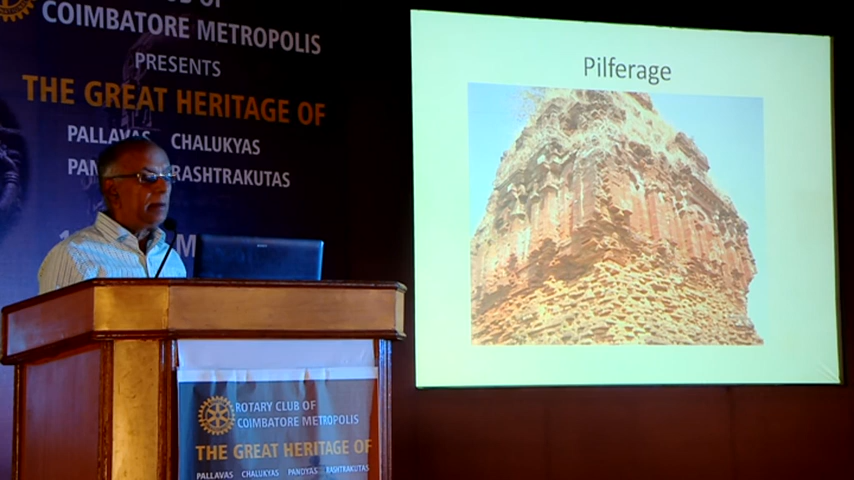 COIMBATORE METROPOLIS
PRESENTS
THE GREAT HERITAGE OF
PALLAVAS CHALUKYAS
RASHTRAKUTAS
Pilferage
ROTARY CLUB OF
COIMBATORE METROPOLIS
THE GREAT HERITAGE OF
PALLAVAS CHALUKYAS PANDYAS RASHTRAKUTAS